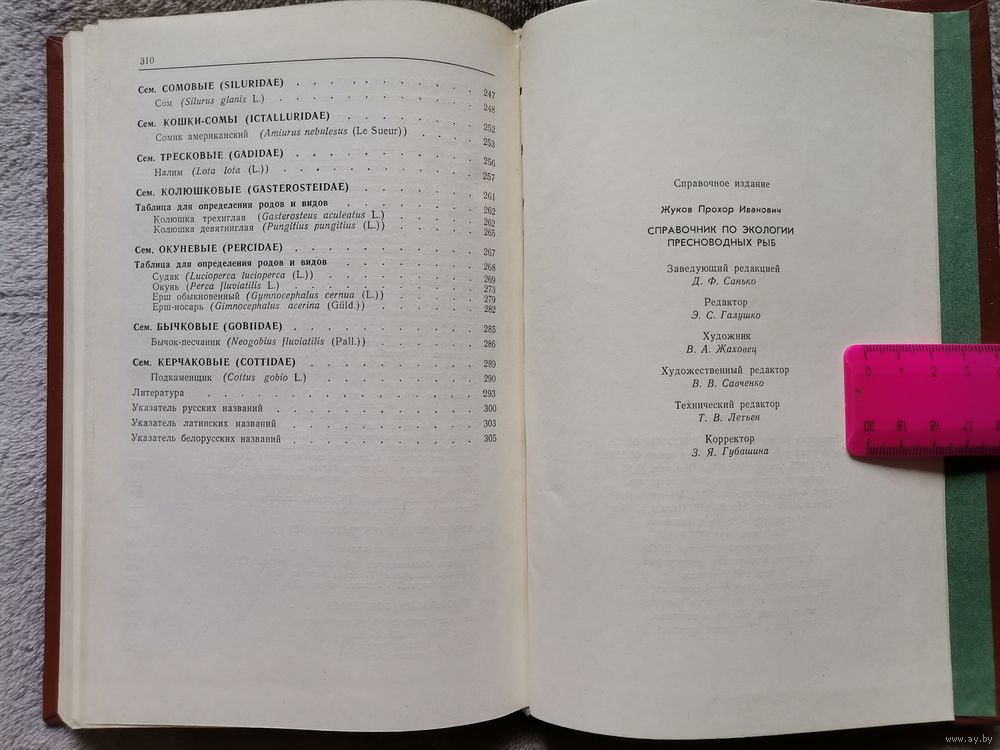 310
Сем. СОМОВЫЕ (SILURIDAE) 247
Сом (Silurus glanis L.) 248
Сем. КОШКИ-СОМЫ (ICTALLURIDAE) 252
Сомик американский (Amiurus nebulesus (Le Sueur)) 253
Сем. ТРЕСКОВЫЕ (GADIDAE) 256
Налим (Lota lota (L.)) 257
Сем. КОЛЮШКОВЫЕ (GASTEROSTEIDAE) 261
Таблица для определения родов и видов 262
Колюшка трехиглая (Gasterosteus aculeatus L.) 262
Колюшка девятииглая (Pungitius pungitius (L.)) 265
Сем. ОКУНЕВЫЕ (PERCIDAE) 267
Таблица для определения родов и видов 268
Судак (Lucioperca lucioperca (L.)) 269
Окунь (Perca fluviatilis L.) 273
Ерш обыкновенный (Gymnocephalus cernua (L.)) 279
Ерш-носарь (Gimnocephalus acerina (Güld.)) 282
Сем. БЫЧКОВЫЕ (GOBIIDAE) 285
Бычок-песчаник (Neogobius fluviatilis (Pall.)) 286
Сем. КЕРЧАКОВЫЕ (COTTIDAE) 289
Подкаменщик (Cottus gobio L.) 290
Литература 293
Указатель русских названий 300
Указатель латинских названий 303
Указатель белорусских названий 305
Справочное издание
Жуков Прохор Иванович
СПРАВОЧНИК ПО ЭКОЛОГИИ
ПРЕСНОВОДНЫХ РЫБ
Заведующий редакцией
Д. Ф. Санько
Редактор
Э. С. Галушко
Художник
В. А. Жаховец
Художественный редактор
В. В. Савченко
Технический редактор
Т. В. Летьен
Корректор
З. Я. Губашина
0 1 2 3
20 19 18 17
www.ay.by